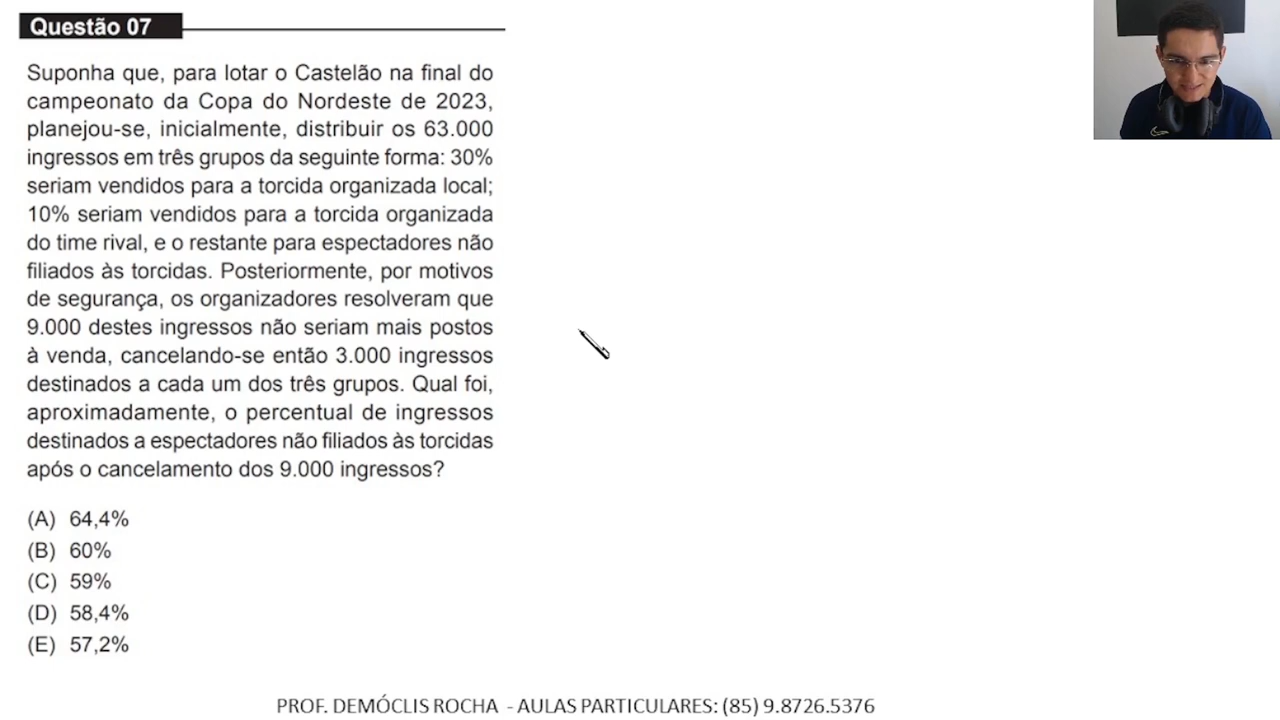 Questão 07
Suponha que, para lotar o Castelão na final do
campeonato da Copa do Nordeste de 2023,
planejou-se, inicialmente, distribuir os 63.000
ingressos em três grupos da seguinte forma: 30%
seriam vendidos para a torcida organizada local;
10% seriam vendidos para a torcida organizada
do time rival, e o restante para espectadores não
filiados às torcidas. Posteriormente, por motivos
de segurança, os organizadores resolveram que
9.000 destes ingressos não seriam mais postos
à venda, cancelando-se então 3.000 ingressos
destinados a cada um dos três grupos. Qual foi,
aproximadamente, o percentual de ingressos
destinados a espectadores não filiados às torcidas
após o cancelamento dos 9.000 ingressos?
(A) 64,4%
(B) 60%
(C) 59%
(D) 58,4%
(E) 57,2%
PROF. DEMÓCLIS ROCHA - AULAS PARTICULARES: (85) 9.8726.5376